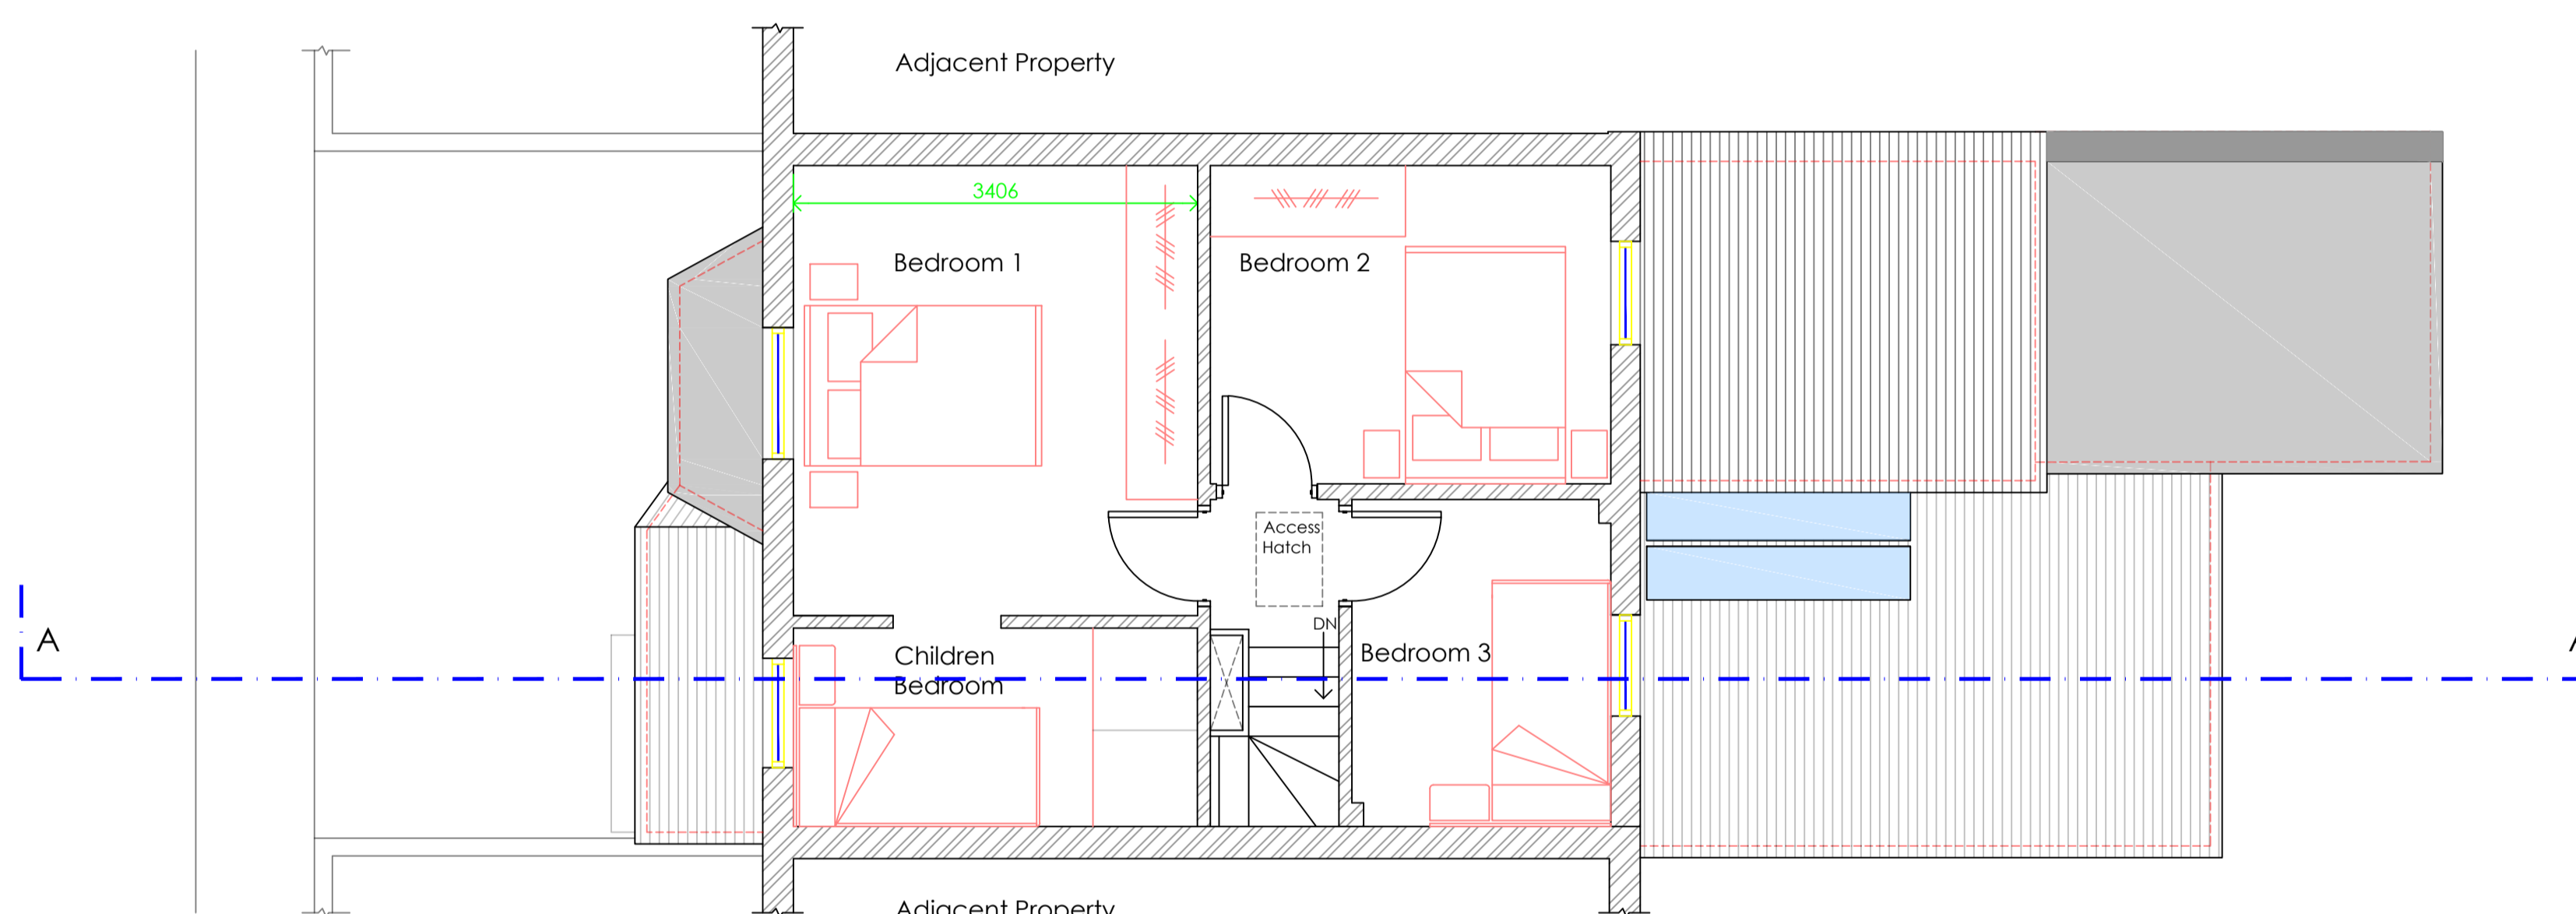 Adjacent Property
3406
Bedroom 1
Bedroom 2
Access
Hatch
DN
A
Children
Bedroom
Bedroom 3
Adjacent Property